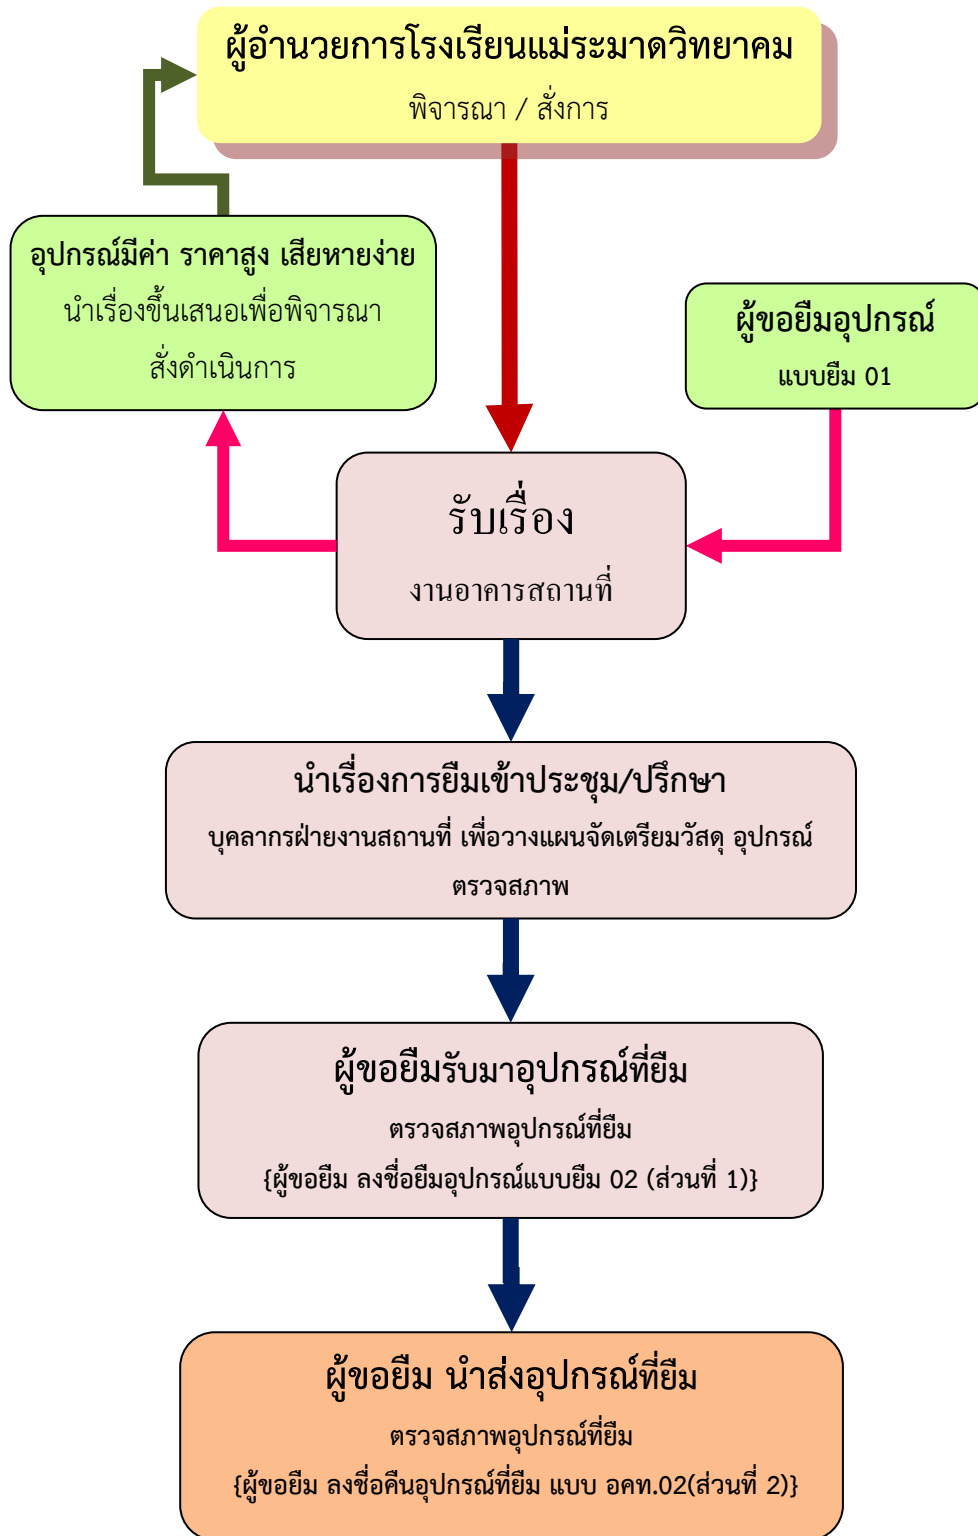 ผู้อำนวยการโรงเรียนแม่ระมาดวิทยาคม
พิจารณา / สั่งการ
อุปกรณ์มีค่า ราคาสูง เสียหายง่าย
นำเรื่องขึ้นเสนอเพื่อพิจารณา
สั่งดำเนินการ
ผู้ขอยืมอุปกรณ์
แบบยืม 01
รับเรื่อง
งานอาคารสถานที่
นำเรื่องการยืมเข้าประชุม/ปรึกษา
บุคลากรฝ่ายงานสถานที่ เพื่อวางแผนจัดเตรียมวัสดุ อุปกรณ์
ตรวจสภาพ
ผู้ขอยืมรับมาอุปกรณ์ที่ยืม
ตรวจสภาพอุปกรณ์ที่ยืม
{ผู้ขอยืม ลงชื่อยืมอุปกรณ์แบบยืม 02 (ส่วนที่ 1)}
ผู้ขอยืม นำส่งอุปกรณ์ที่ยืม
ตรวจสภาพอุปกรณ์ที่ยืม
{ผู้ขอยืม ลงชื่อคืนอุปกรณ์ที่ยืม แบบ อคท.02(ส่วนที่ 2)}